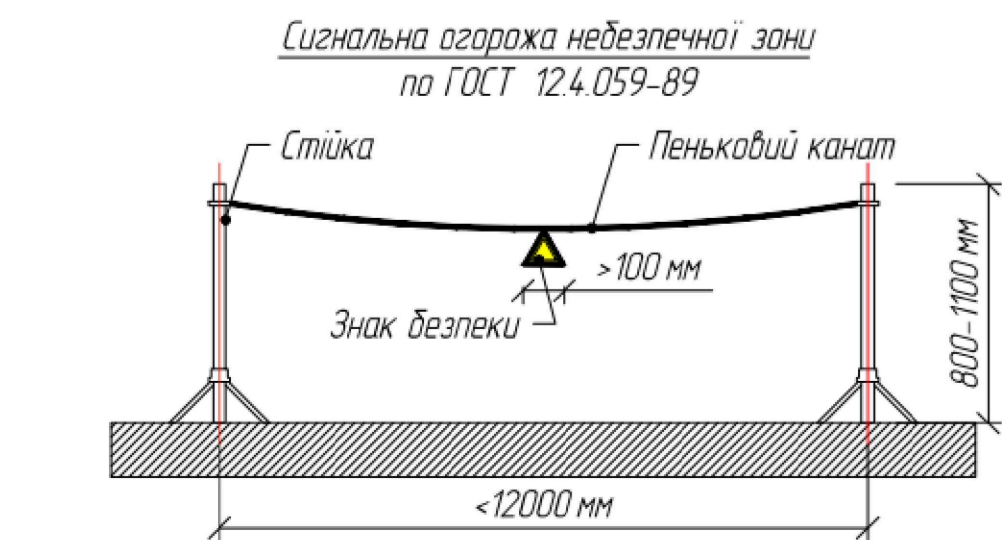 Сигнальна огорожа небезпечної зони
по ГОСТ 12.4.059-89
Стійка
Пеньковий канат
>100 мм
Знак безпеки
800-1100 мм
<12000 мм